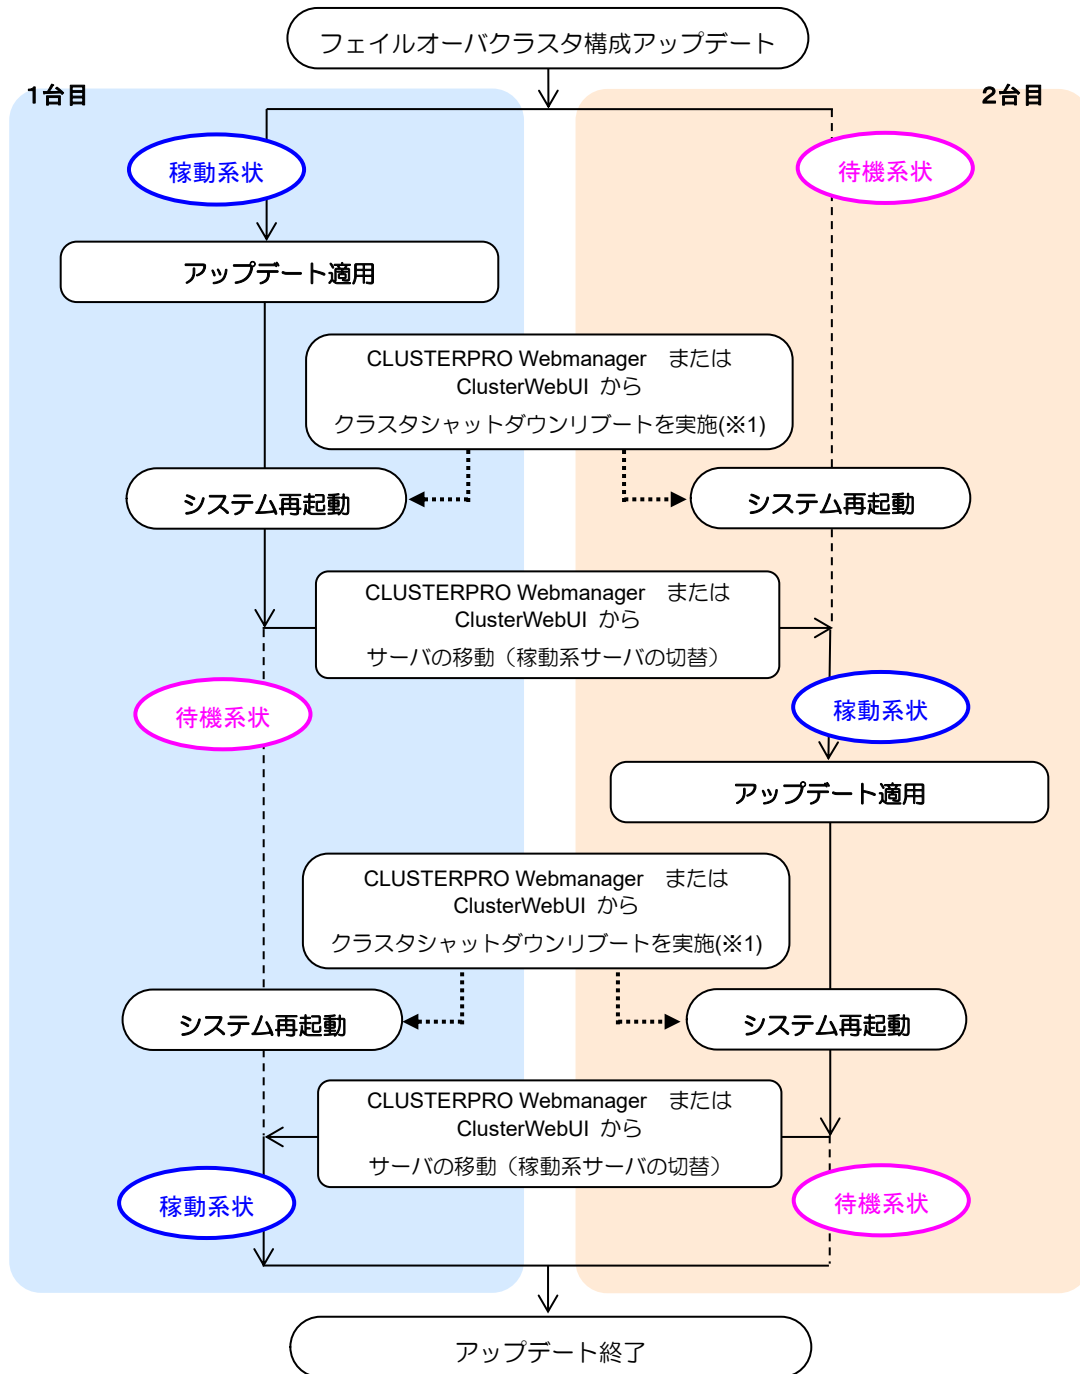 フェイルオーバクラスタ構成アップデート
1台目
2台目
稼動系状
待機系状
アップデート適用
CLUSTERPRO Webmanager　または
ClusterWebUI から
クラスタシャットダウンリブートを実施(※1)
システム再起動
システム再起動
CLUSTERPRO Webmanager　または
ClusterWebUI から
サーバの移動（稼動系サーバの切替）
待機系状
稼動系状
アップデート適用
CLUSTERPRO Webmanager　または
ClusterWebUI から
クラスタシャットダウンリブートを実施(※1)
システム再起動
システム再起動
CLUSTERPRO Webmanager　または
ClusterWebUI から
サーバの移動（稼動系サーバの切替）
稼動系状
待機系状
アップデート終了